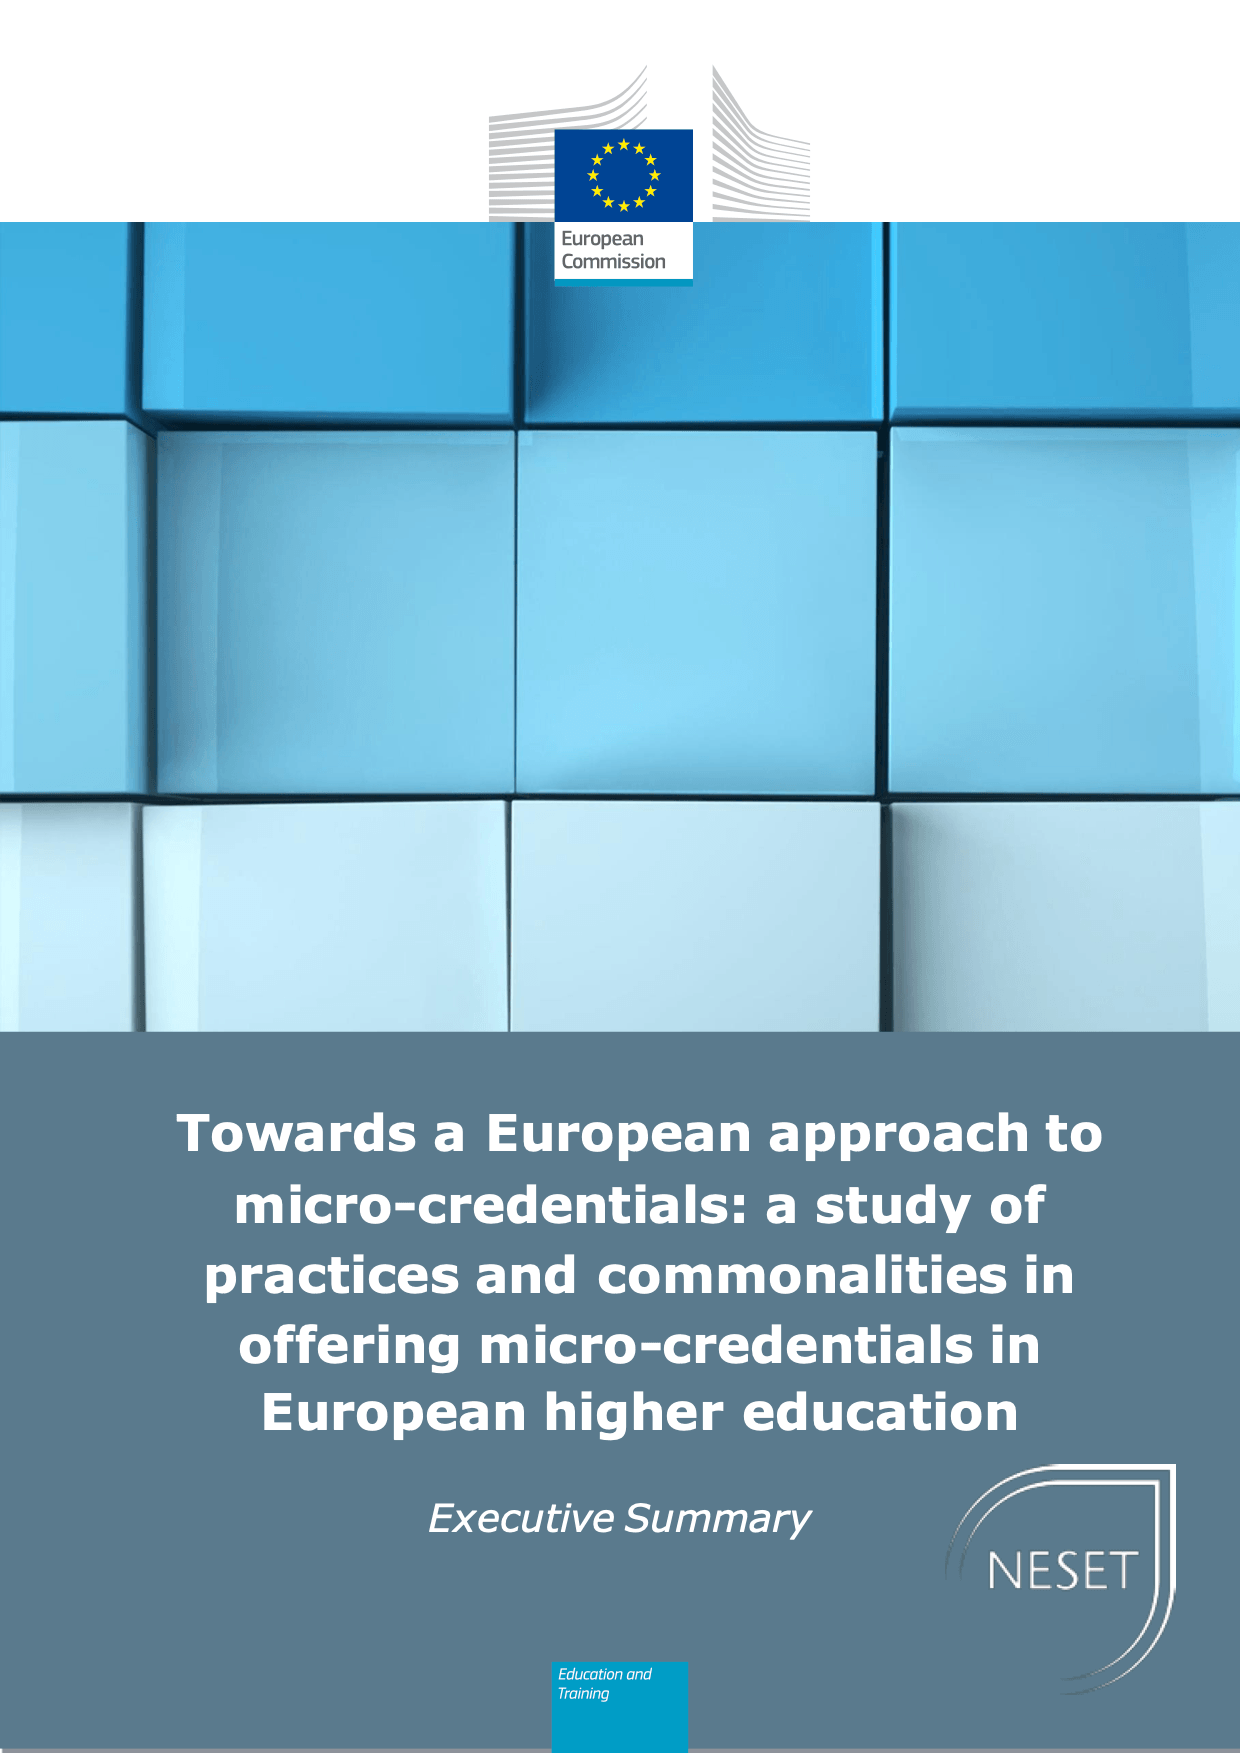 European
Commission
Towards a European approach to
micro-credentials: a study of
practices and commonalities in
offering micro-credentials in
European higher education
Executive Summary
NESET
Education and
Training